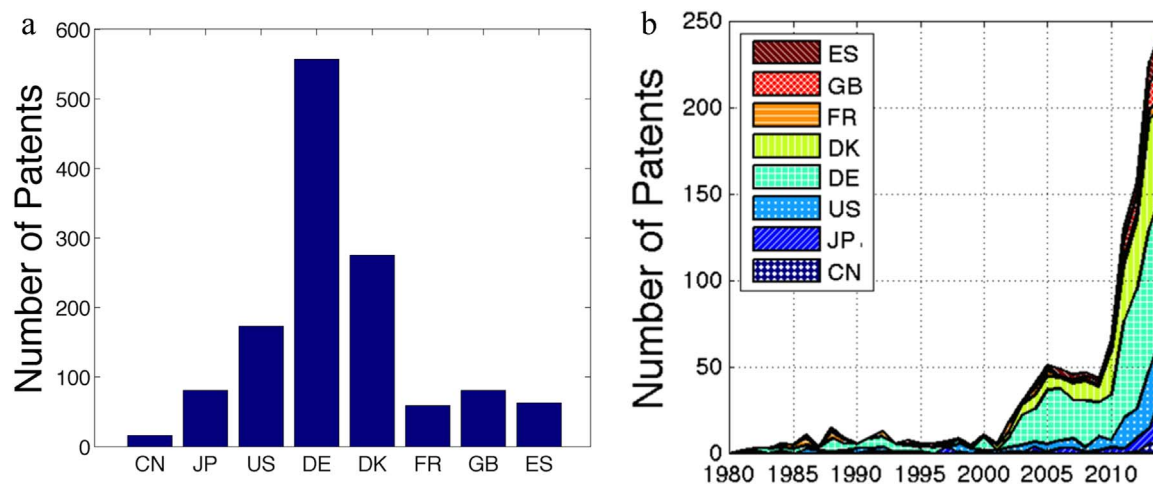 a
Number of Patents
600
500
400
300
200
100
0
CN JP US DE DK FR GB ES
b
Number of Patents
250
200
150
100
50
0
ES
GB
FR
DK
DE
US
JP
CN
1980 1985 1990 1995 2000 2005 2010